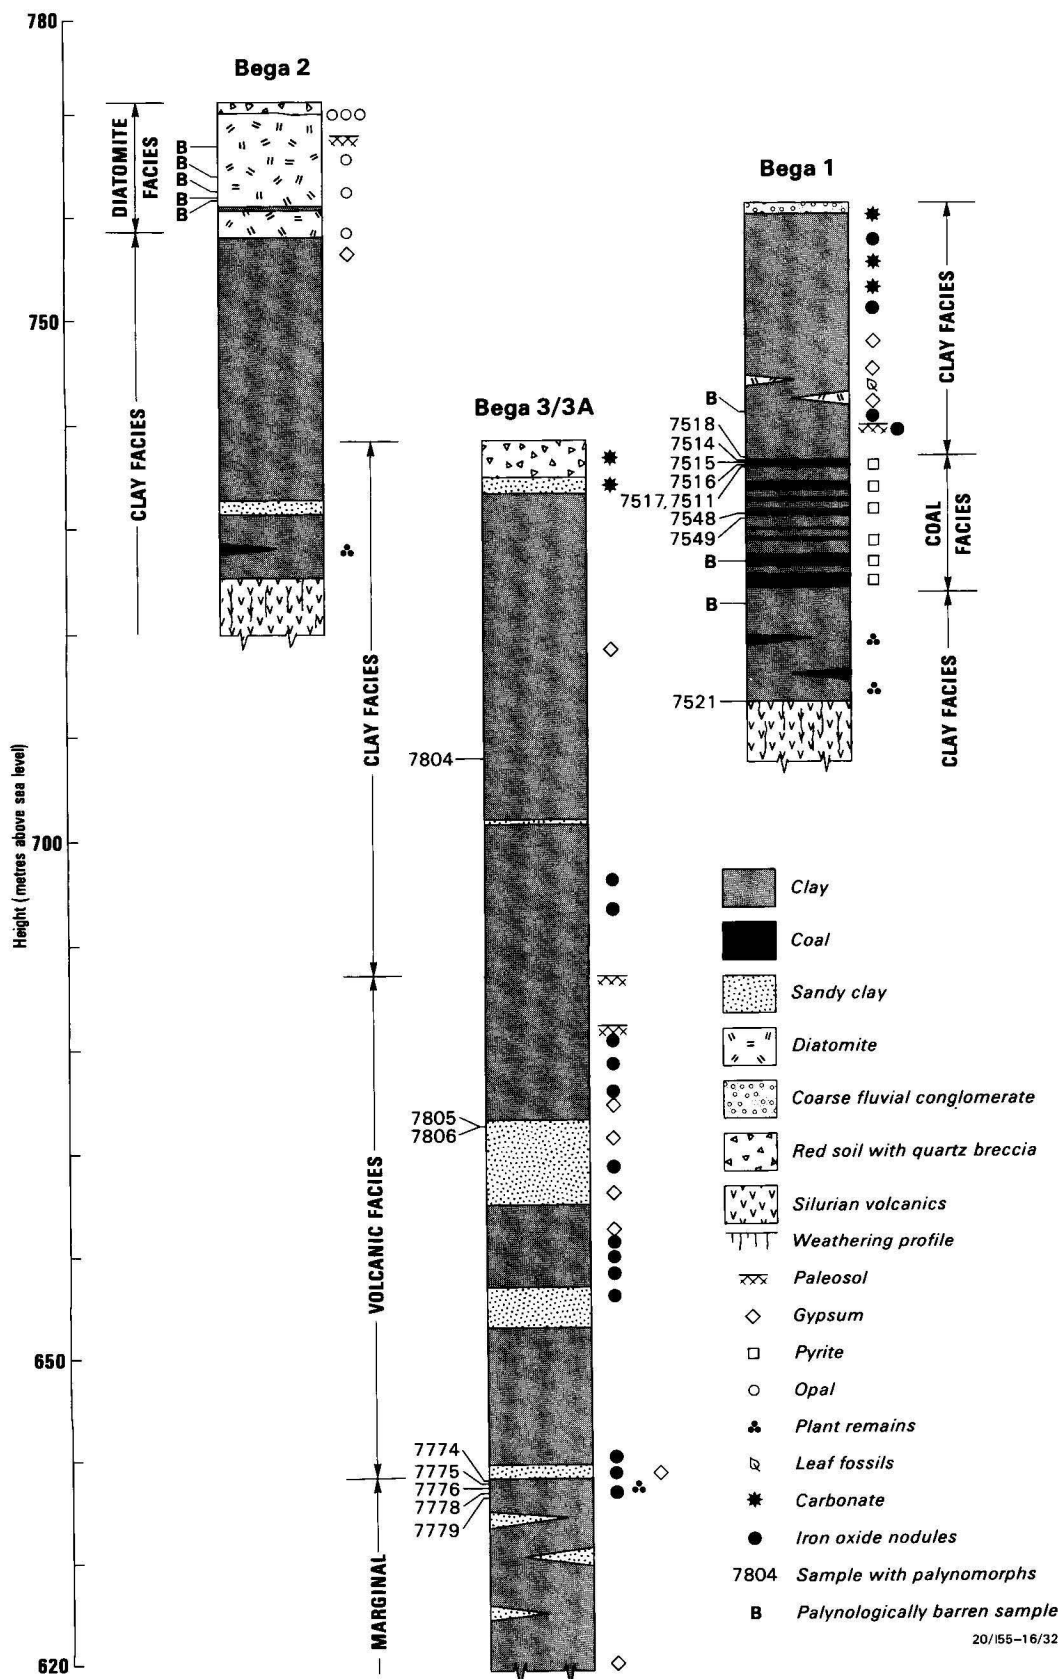 780
Bega 2
DIATOMITE
FACIES
B
B
B
B
B
CLAY FACIES
750
Bega 1
CLAY FACIES
B
7518
7514
7515
7516
7517,7511
7548
7549
B
B
7521
COAL
FACIES
CLAY FACIES
Bega 3/3A
CLAY FACIES
7804
Height (metres above sea level)
700
VOLCANIC FACIES
7805
7806
650
7774
7775
7776
7778
7779
MARGINAL
620
Clay
Coal
Sandy clay
Diatomite
Coarse fluvial conglomerate
Red soil with quartz breccia
Silurian volcanics
Weathering profile
Paleosol
Gypsum
Pyrite
Opal
Plant remains
Leaf fossils
Carbonate
Iron oxide nodules
7804 Sample with palynomorphs
B Palynologically barren sample
20/I55-16/32